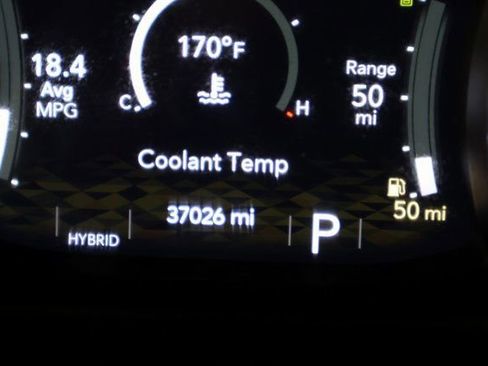 170°F
18.4
Avg
MPG
C
H
Range
50
mi
Coolant Temp
37026 mi
HYBRID
P
50 mi